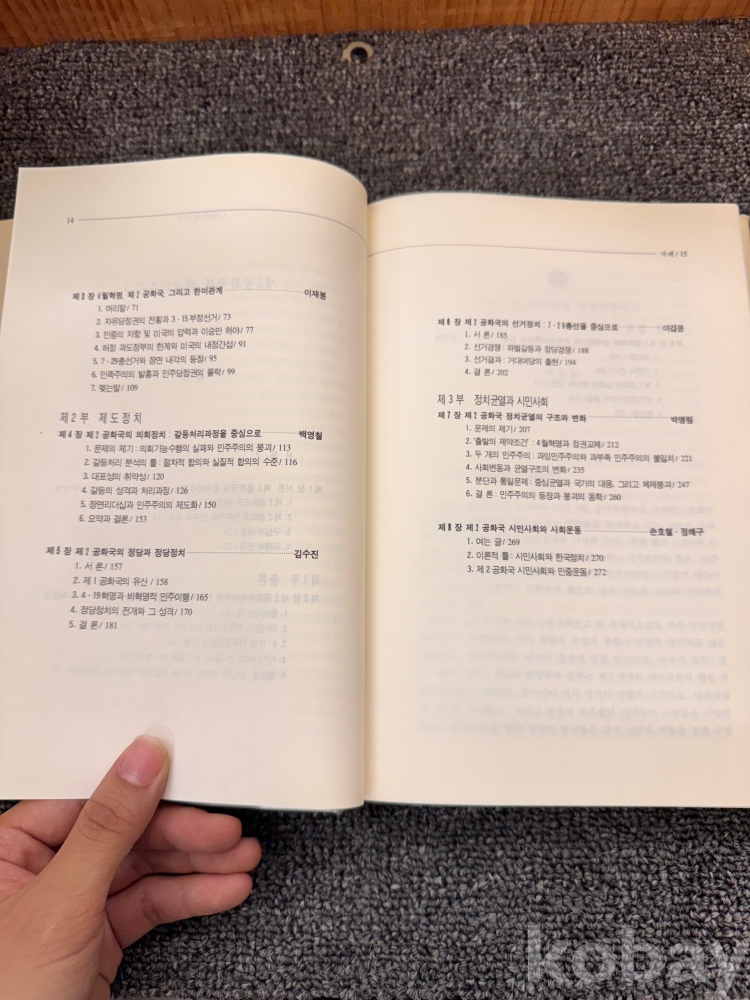 14
제 3 장 4월혁명, 제 2 공화국, 그리고 한미관계 이재봉
1. 머리말 / 71
2. 자유당정권의 전횡과 3·15 부정선거 / 73
3. 민중의 저항 및 미국의 압력과 이승만 하야 / 77
4. 허정 과도정부의 한계와 미국의 내정간섭 / 91
5. 7·29총선거와 장면 내각의 등장 / 95
6. 민족주의의 발흥과 민주당정권의 몰락 / 99
7. 맺는말 / 109
제 2 부 제도정치
제 4 장 제 2 공화국의 의회정치 : 갈등처리과정을 중심으로 백영철
1. 문제의 제기 : 의회기능수행의 실패와 민주주의의 붕괴 / 113
2. 갈등처리 분석의 틀 : 절차적 합의와 실질적 합의의 수준 / 116
3. 대표성의 취약성 / 120
4. 갈등의 성격과 처리과정 / 126
5. 장면리더십과 민주주의의 제도화 / 150
6. 요약과 결론 / 153
제 5 장 제 2 공화국의 정당과 정당정치 김수진
1. 서 론 / 157
2. 제 1 공화국의 유산 / 158
3. 4·19혁명과 비혁명적 민주이행 / 165
4. 정당정치의 전개와 그 성격 / 170
5. 결 론 / 181
차례 / 15
제 6 장 제 2 공화국의 선거정치 : 7·29총선을 중심으로 이갑윤
1. 서 론 / 185
2. 선거경쟁 : 파벌갈등과 정당경쟁 / 188
3. 선거결과 : 거대여당의 출현 / 194
4. 결 론 / 202
제 3 부 정치균열과 시민사회
제 7 장 제 2 공화국 정치균열의 구조와 변화 박명림
1. 문제의 제기 / 207
2. '출발의 제약조건' : 4월혁명과 정권교체 / 212
3. 두 개의 민주주의 : 과잉민주주의와 과부족 민주주의의 불일치 / 221
4. 사회변동과 균열구조의 변화 / 235
5. 분단과 통일문제 : 중심균열과 국가의 대응, 그리고 체제붕괴 / 247
6. 결 론 : 민주주의의 등장과 붕괴의 동학 / 260
제 8 장 제 2 공화국 시민사회와 사회운동 손호철·정해구
1. 여는 글 / 269
2. 이론적 틀 : 시민사회와 한국정치 / 270
3. 제 2 공화국 시민사회와 민중운동 / 272
kobay